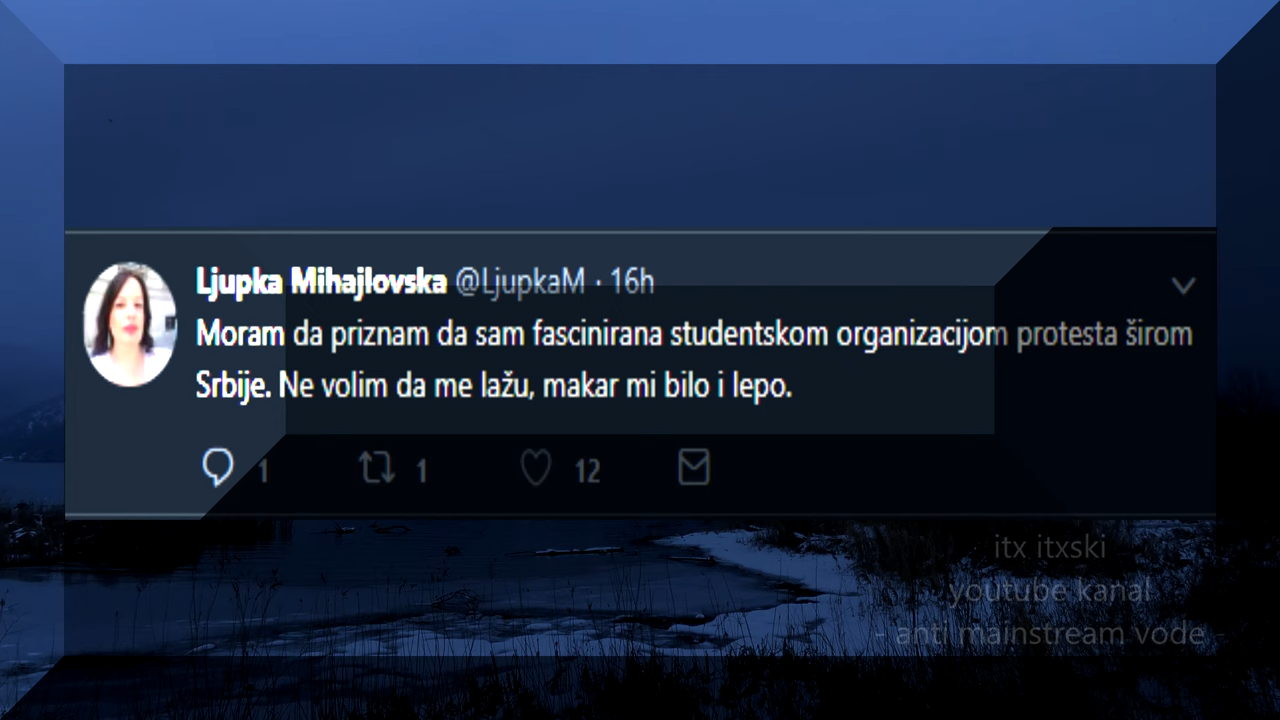 Ljupka Mihajlovska @LjupkaM · 16h
Moram da priznam da sam fascinirana studentskom organizacijom protesta širom
Srbije. Ne volim da me lažu, makar mi bilo i lepo.
1 1 12
itx itxski
youtube kanal
- anti mainstream vode -